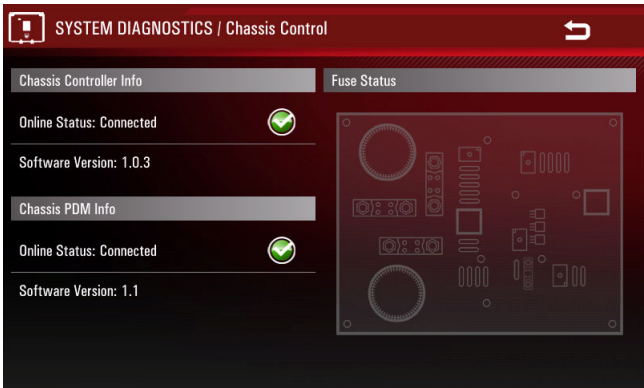 SYSTEM DIAGNOSTICS / Chassis Control
Chassis Controller Info
Online Status: Connected
Software Version: 1.0.3
Chassis PDM Info
Online Status: Connected
Software Version: 1.1
Fuse Status